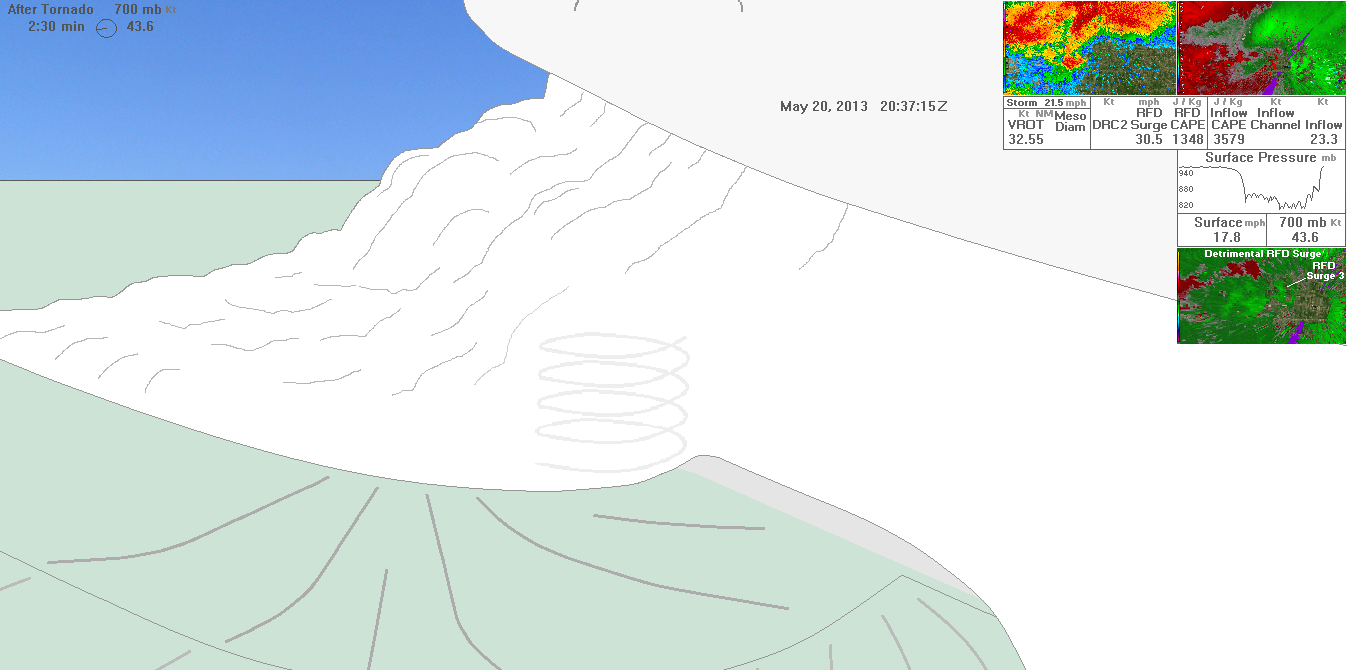 After Tornado 700 mb Kt
2:30 min 43.6
May 20, 2013 20:37:15Z
Storm 21.5 mph
Kt NM
VROT Meso Diam
32.55
Kt mph J / Kg
DRC2 RFD Surge RFD CAPE
30.5 1348
J / Kg Kt Kt
Inflow CAPE Inflow Channel Inflow
3579 23.3
Surface Pressure mb
940
880
820
Surface mph 700 mb Kt
17.8 43.6
Detrimental RFD Surge
RFD
Surge 3